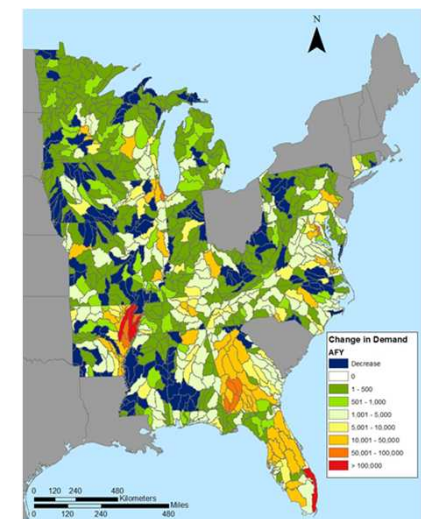 N
Change in Demand
AFY
Decrease
0
1 - 500
501 - 1,000
1,001 - 5,000
5,001 - 10,000
10,001 - 50,000
50,001 - 100,000
> 100,000
0 120 240 480
Kilometers
Miles
0 120 240 480